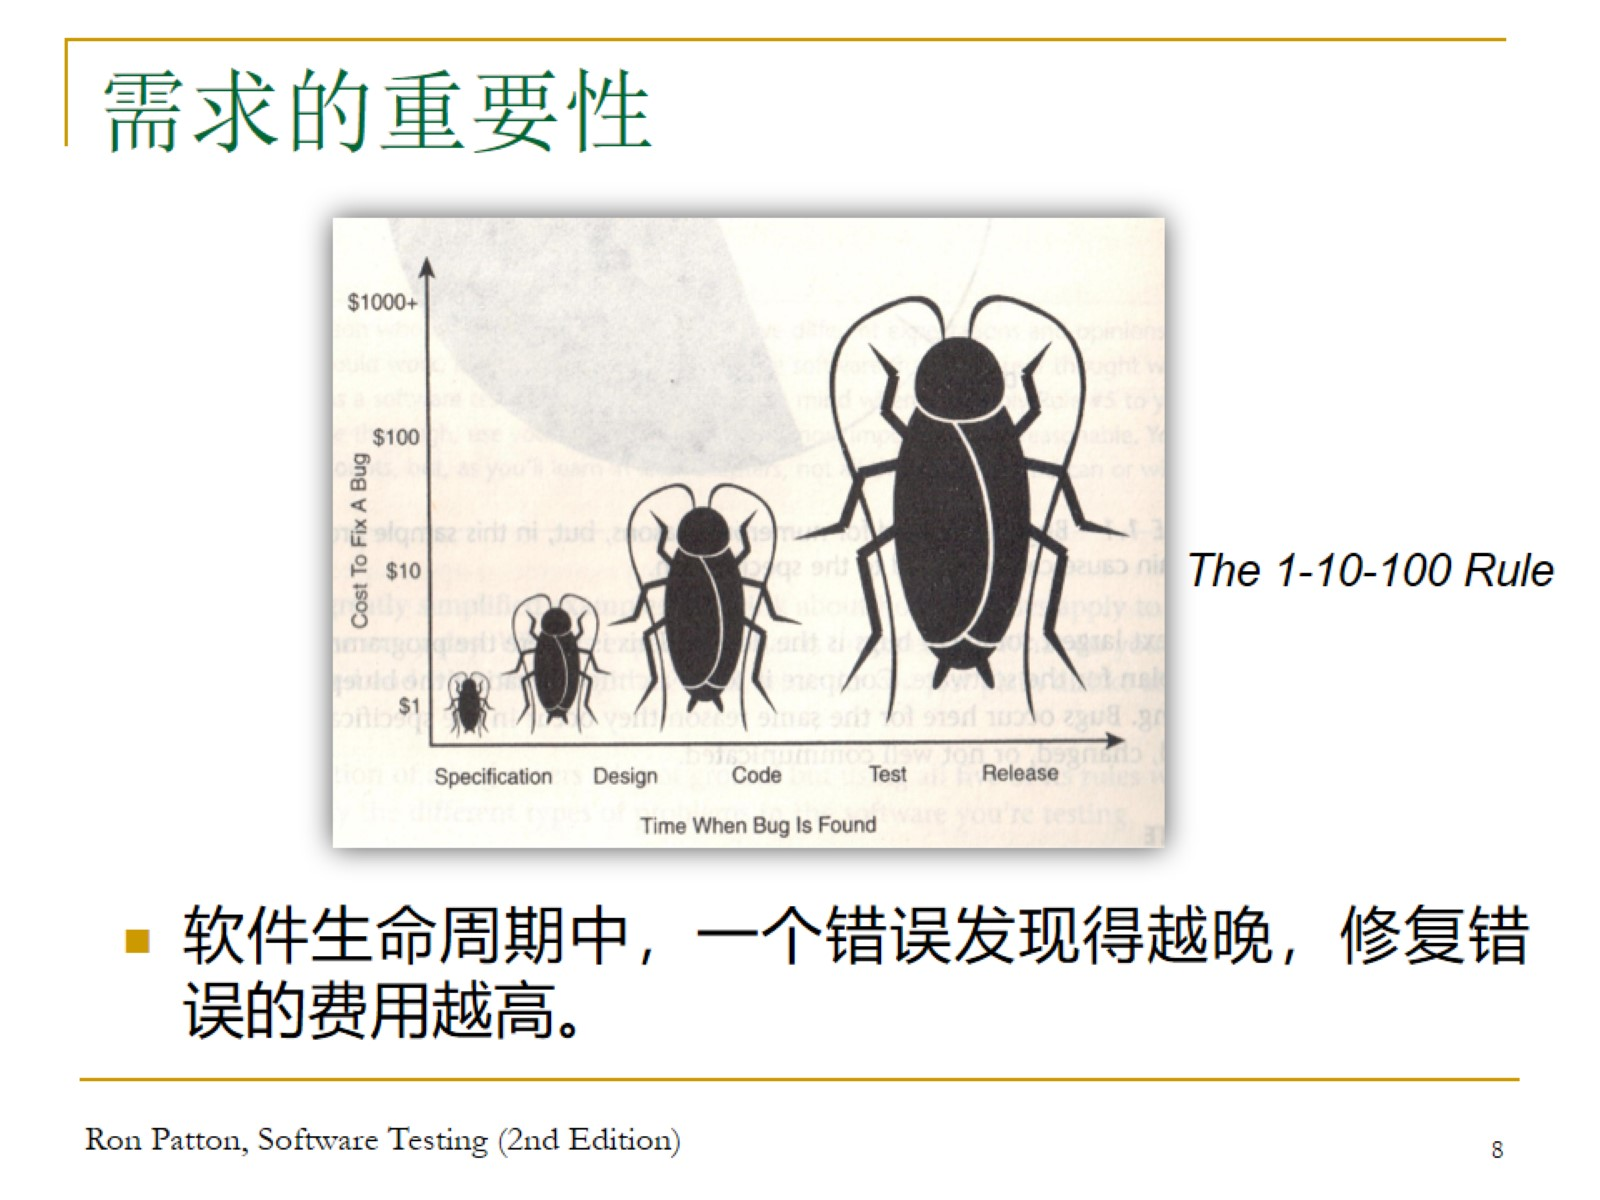 需求的重要性
$1000+
$100
$10
$1
Cost To Fix A Bug
Specification Design Code Test Release
Time When Bug Is Found
The 1-10-100 Rule
软件生命周期中，一个错误发现得越晚，修复错
误的费用越高。
Ron Patton, Software Testing (2nd Edition)
8